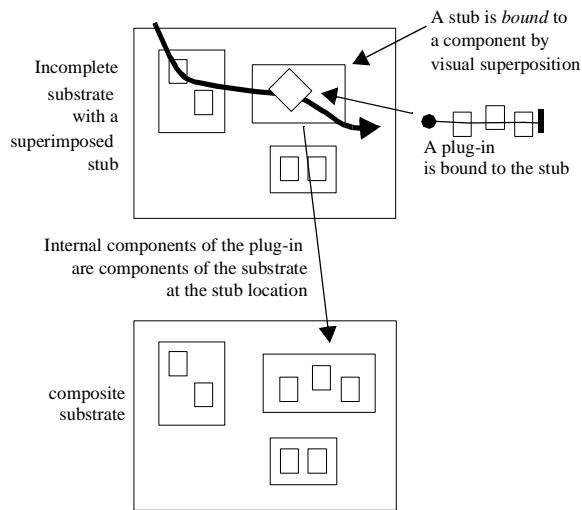 A stub is bound to
a component by
visual superposition
Incomplete
substrate
with a
superimposed
stub
A plug-in
is bound to the stub
Internal components of the plug-in
are components of the substrate
at the stub location
composite
substrate